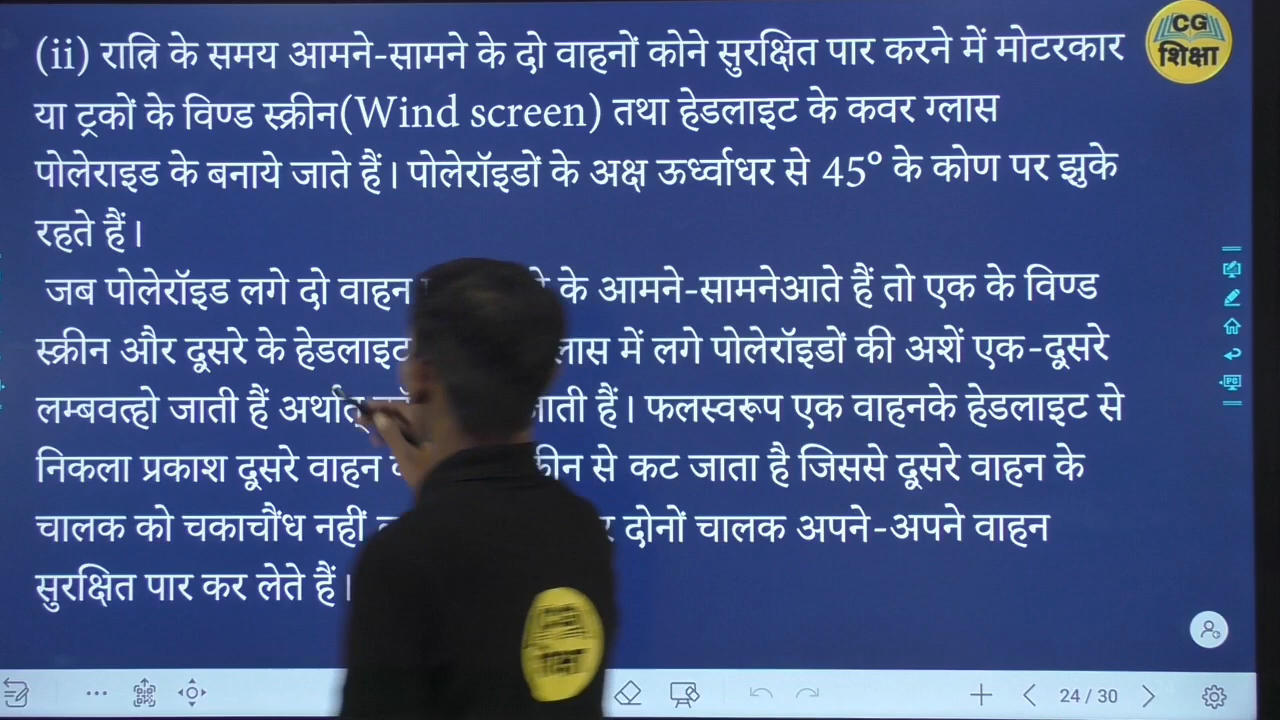 (ii) रात्रि के समय आमने-सामने के दो वाहनों कोने सुरक्षित पार करने में मोटरकार
या ट्रकों के विण्ड स्क्रीन(Wind screen) तथा हेडलाइट के कवर ग्लास
पोलेराइड के बनाये जाते हैं। पोलेरॉइडों के अक्ष ऊर्ध्वाधर से 45° के कोण पर झुके
रहते हैं।
जब पोलेरॉइड लगे दो वाहन के आमने-सामनेआते हैं तो एक के विण्ड
स्क्रीन और दूसरे के हेडलाइट में लगे पोलेरॉइडों की अशें एक-दूसरे
लम्बवत्हो जाती हैं अर्थात् जाती हैं। फलस्वरूप एक वाहनके हेडलाइट से
निकला प्रकाश दूसरे वाहन से कट जाता है जिससे दूसरे वाहन के
चालक को चकाचौंध नहीं दोनों चालक अपने-अपने वाहन
सुरक्षित पार कर लेते हैं।
CG
शिक्षा
24 / 30